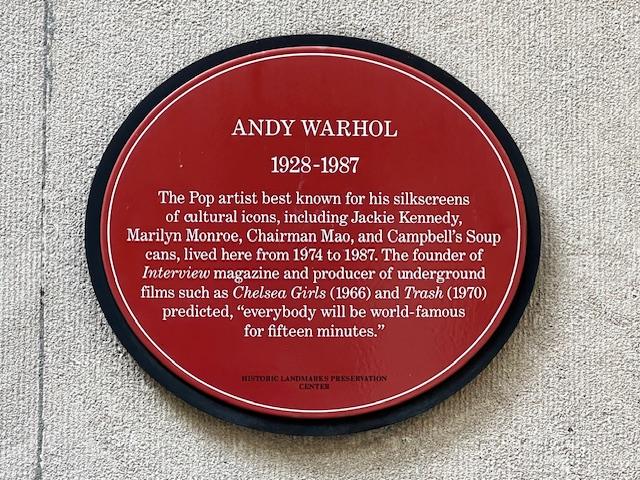 ANDY WARHOL
1928-1987
The Pop artist best known for his silkscreens
of cultural icons, including Jackie Kennedy,
Marilyn Monroe, Chairman Mao, and Campbell's Soup
cans, lived here from 1974 to 1987. The founder of
Interview magazine and producer of underground
films such as Chelsea Girls (1966) and Trash (1970)
predicted, “everybody will be world-famous
for fifteen minutes.”
HISTORIC LANDMARKS PRESERVATION
CENTER